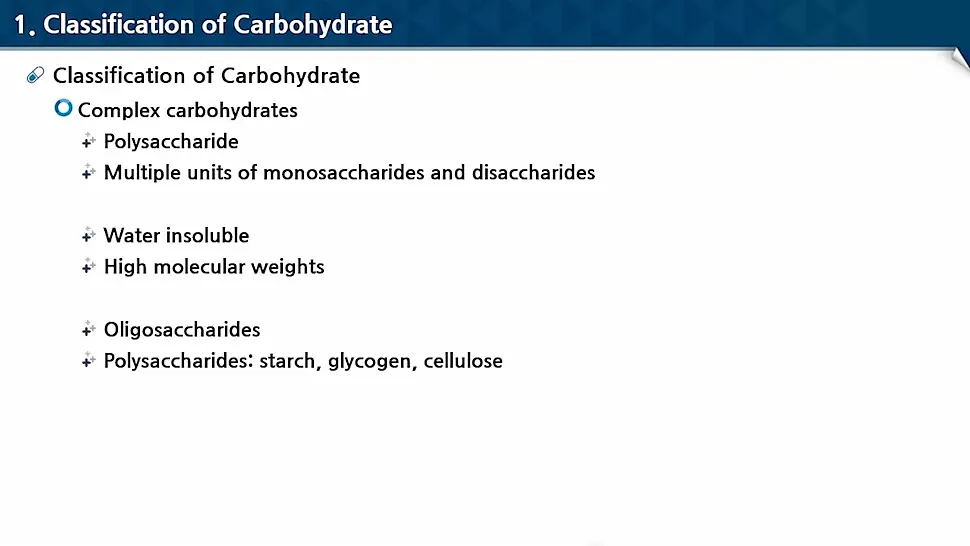 1. Classification of Carbohydrate
Classification of Carbohydrate
Complex carbohydrates
Polysaccharide
Multiple units of monosaccharides and disaccharides
Water insoluble
High molecular weights
Oligosaccharides
Polysaccharides: starch, glycogen, cellulose